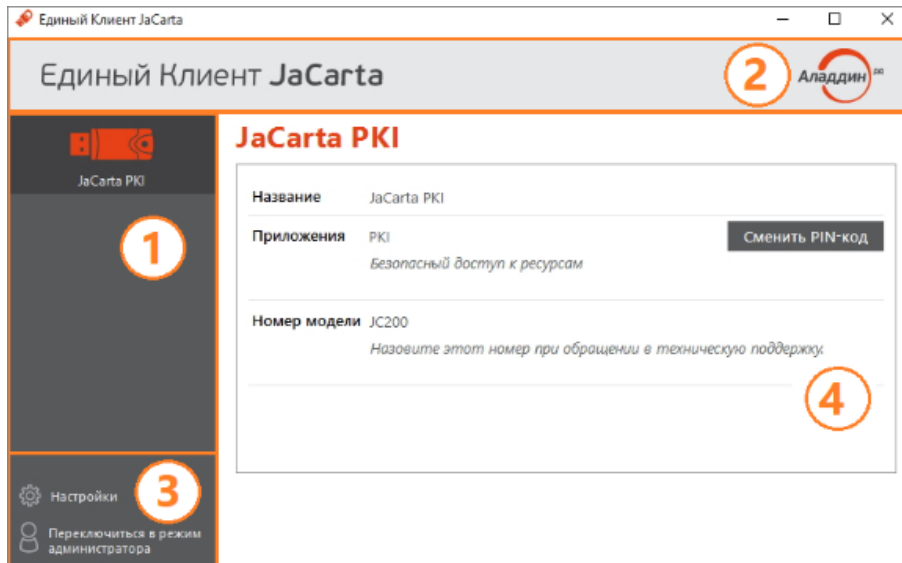 Единый Клиент JaCarta
Единый Клиент JaCarta
2
Аладдин
JaCarta PKI
1
JaCarta PKI
Название JaCarta PKI
Приложения PKI
Сменить PIN-код
Безопасный доступ к ресурсам
Номер модели JC200
Назовите этот номер при обращении в техническую поддержку.
4
3
Настройки
Переключиться в режим
администратора